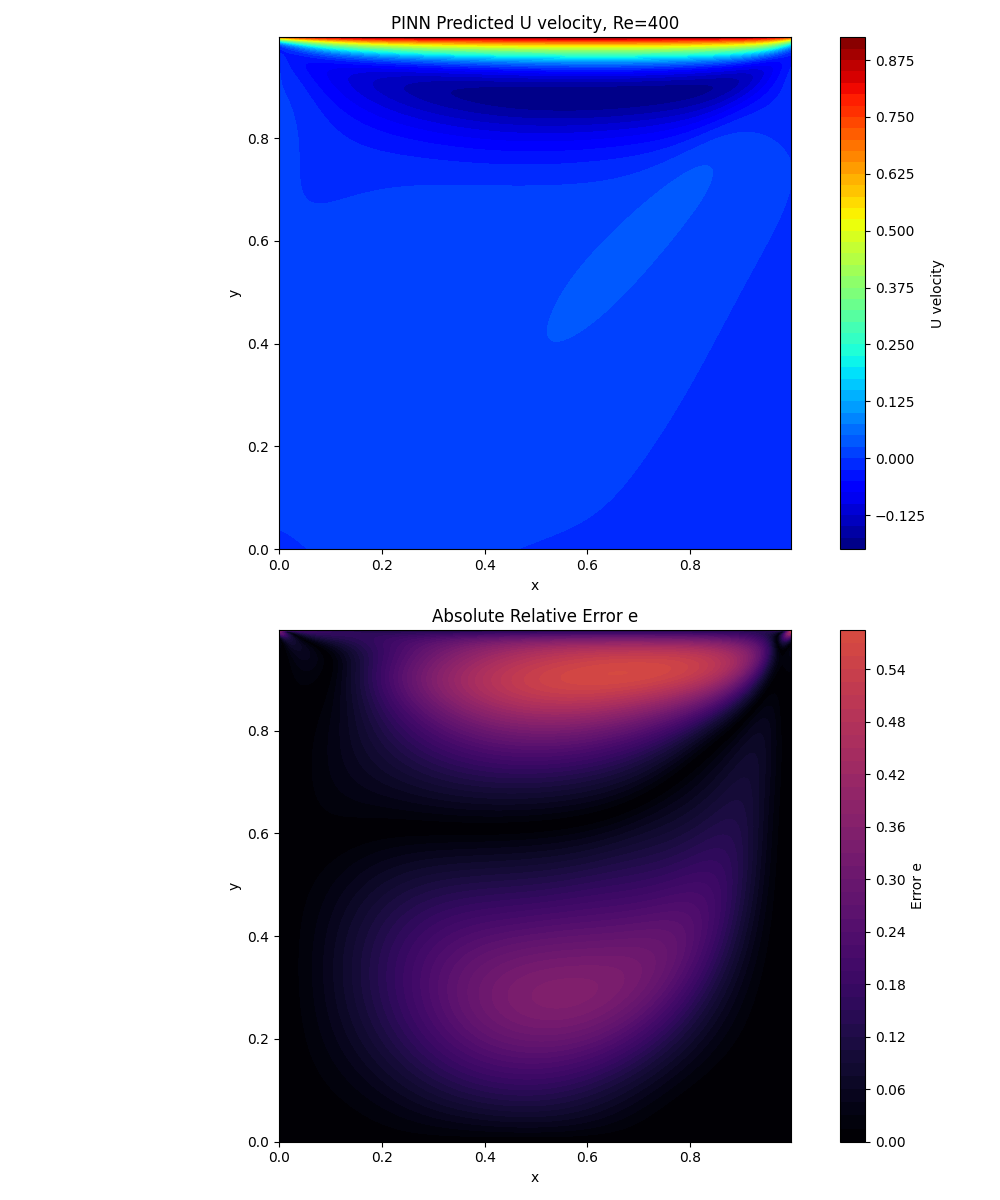 PINN Predicted U velocity, Re=400
0.8
0.6
0.4
0.2
0.0
y
0.0 0.2 0.4 0.6 0.8
x
0.875
0.750
0.625
0.500
0.375
0.250
0.125
0.000
−0.125
U velocity
Absolute Relative Error e
0.8
0.6
0.4
0.2
0.0
y
0.0 0.2 0.4 0.6 0.8
x
0.54
0.48
0.42
0.36
0.30
0.24
0.18
0.12
0.06
0.00
Error e